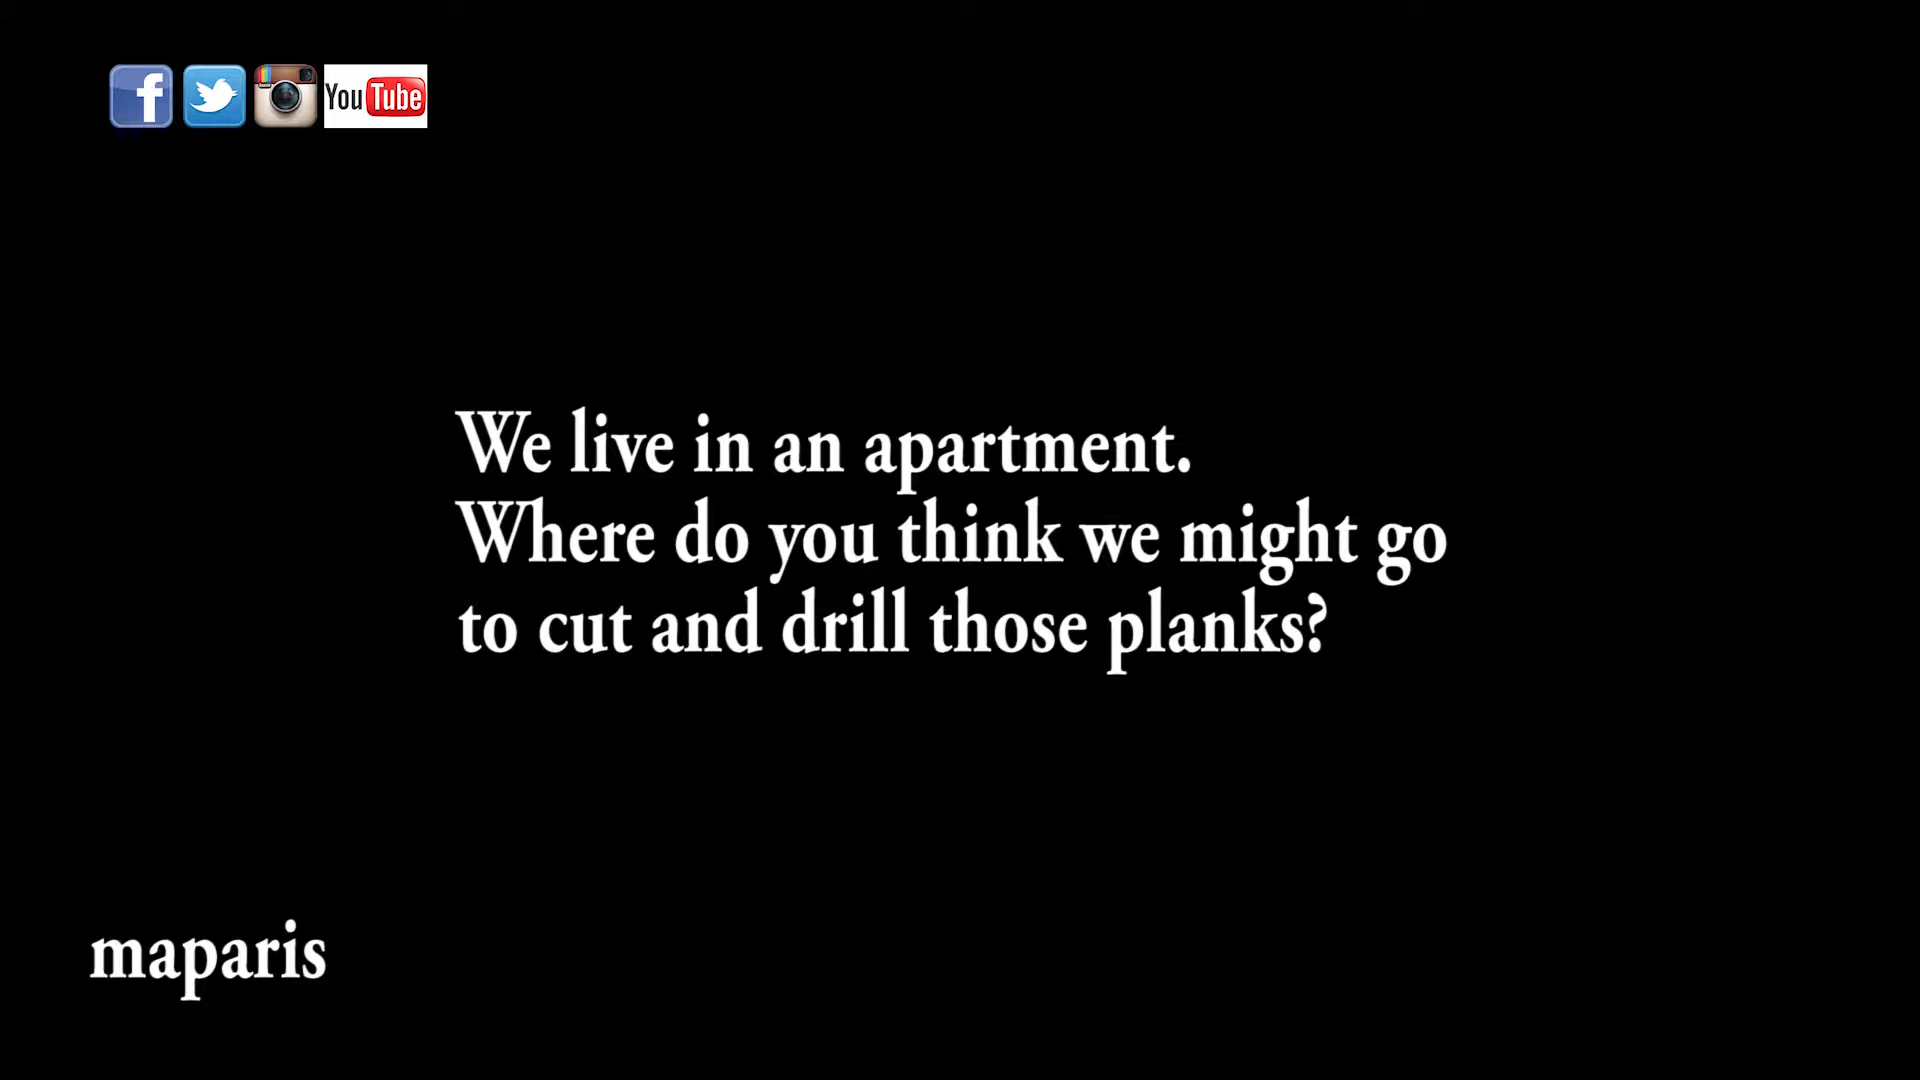 f
You Tube
We live in an apartment.
Where do you think we might go
to cut and drill those planks?
maparis